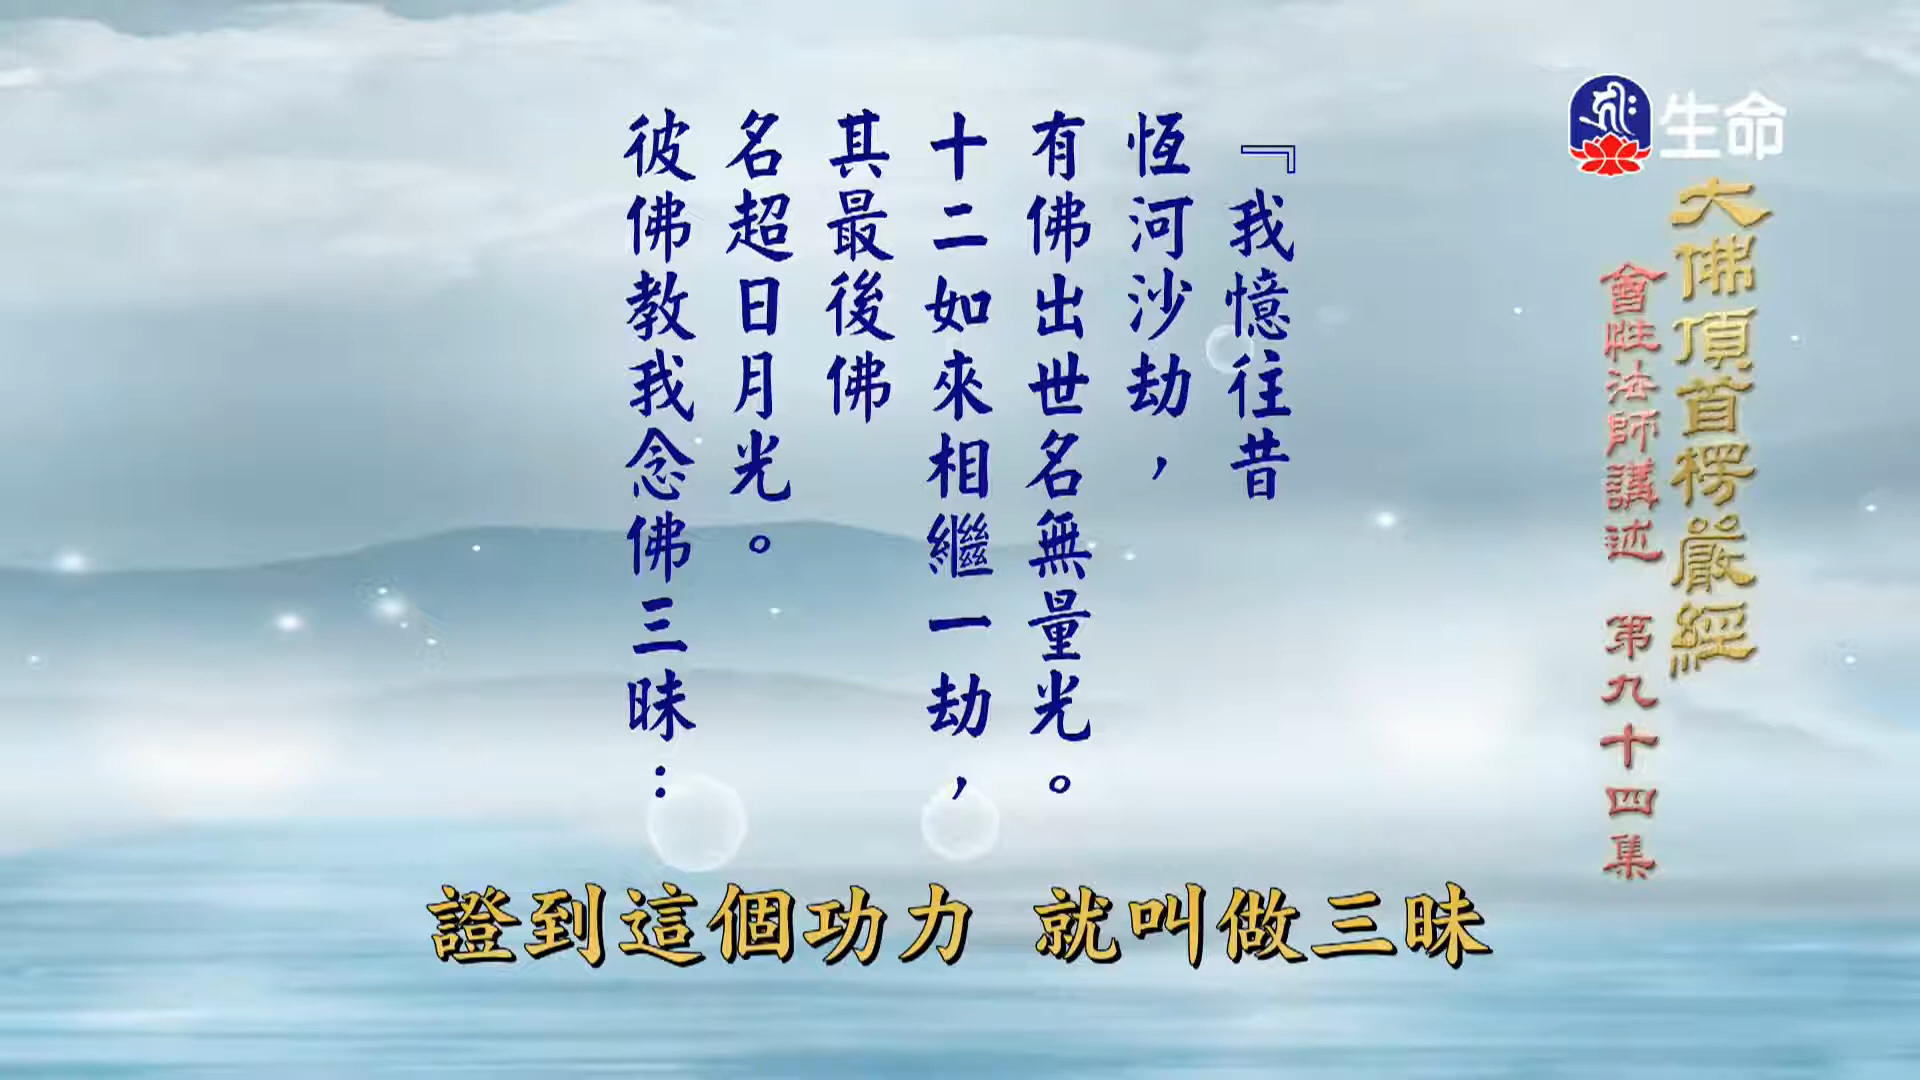 生命
大佛頂首楞嚴經
會性法師講述 第九十四集
『我憶往昔
恆河沙劫，
有佛出世名無量光。
十二如來相繼一劫，
其最後佛
名超日月光。
彼佛教我念佛三昧：
證到這個功力 就叫做三昧